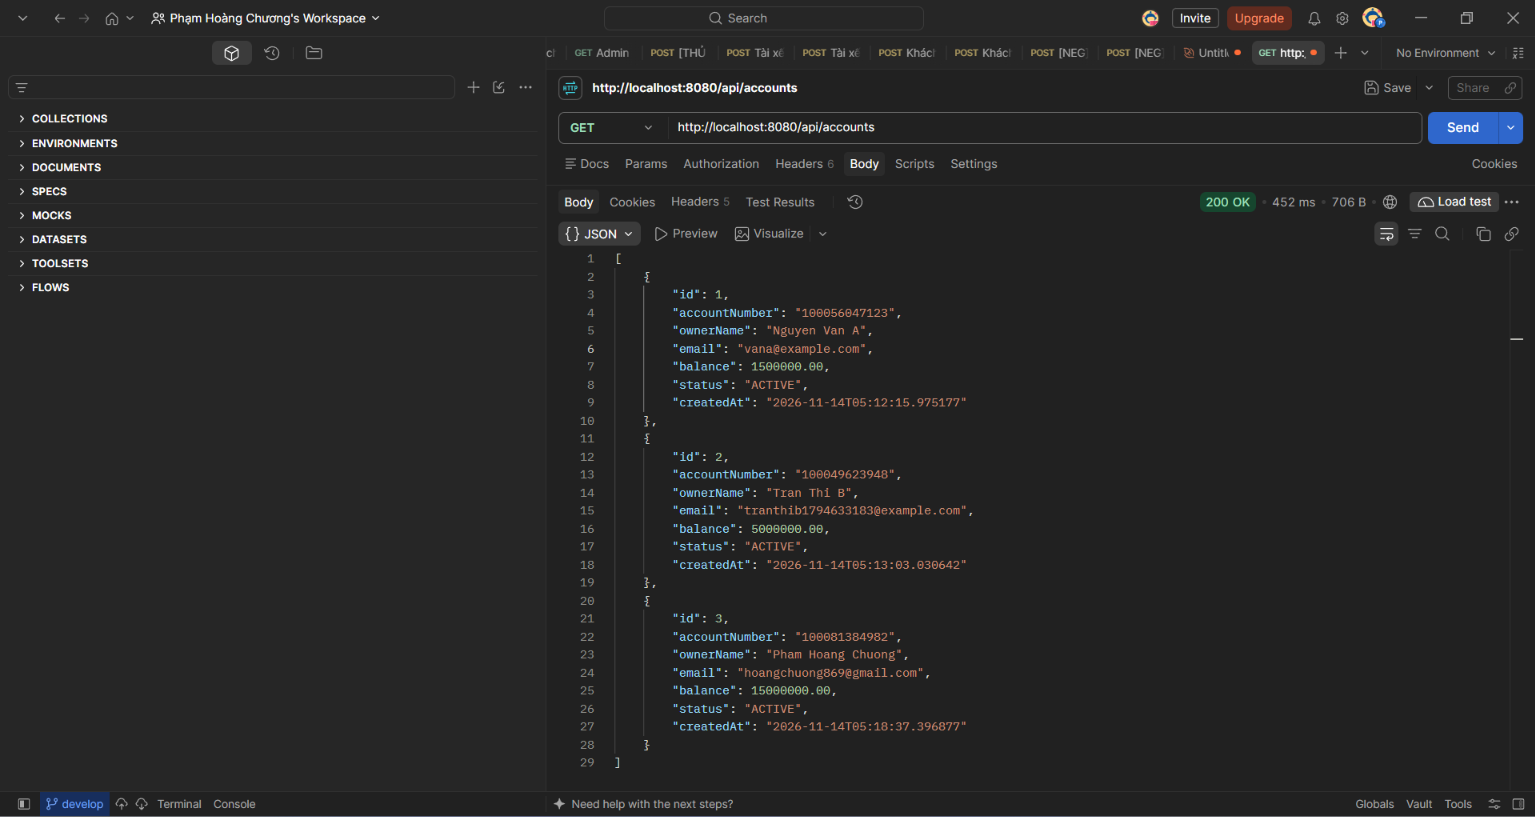 Phạm Hoàng Chương's Workspace
Search
Invite
Upgrade
GET Admin
POST [THỦ
POST Tài xế
POST Tài xế
POST Khách
POST Khách
POST [NEG]
POST [NEG]
Untitl
GET http:
No Environment
COLLECTIONS
ENVIRONMENTS
DOCUMENTS
SPECS
MOCKS
DATASETS
TOOLSETS
FLOWS
HTTP http://localhost:8080/api/accounts
Save
Share
GET http://localhost:8080/api/accounts
Send
Docs Params Authorization Headers 6 Body Scripts Settings
Cookies
Body Cookies Headers 5 Test Results
200 OK • 452 ms • 706 B •
Load test
{} JSON
Preview
Visualize
1 [
2 {
3 "id": 1,
4 "accountNumber": "100056047123",
5 "ownerName": "Nguyen Van A",
6 "email": "vana@example.com",
7 "balance": 1500000.00,
8 "status": "ACTIVE",
9 "createdAt": "2026-11-14T05:12:15.975177"
10 },
11 {
12 "id": 2,
13 "accountNumber": "100049623948",
14 "ownerName": "Tran Thi B",
15 "email": "tranthib1794633183@example.com",
16 "balance": 5000000.00,
17 "status": "ACTIVE",
18 "createdAt": "2026-11-14T05:13:03.030642"
19 },
20 {
21 "id": 3,
22 "accountNumber": "100081384982",
23 "ownerName": "Pham Hoang Chuong",
24 "email": "hoangchuong869@gmail.com",
25 "balance": 15000000.00,
26 "status": "ACTIVE",
27 "createdAt": "2026-11-14T05:18:37.396877"
28 }
29 ]
develop
Terminal
Console
Need help with the next steps?
Globals
Vault
Tools